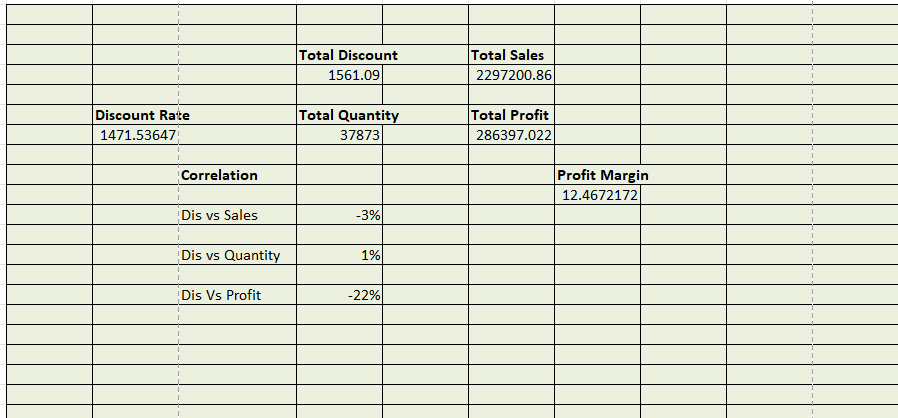 Total Discount Total Sales
1561.09 2297200.86
Discount Rate Total Quantity Total Profit
1471.53647 37873 286397.022
Correlation Profit Margin
12.4672172
Dis vs Sales -3%
Dis vs Quantity 1%
Dis Vs Profit -22%